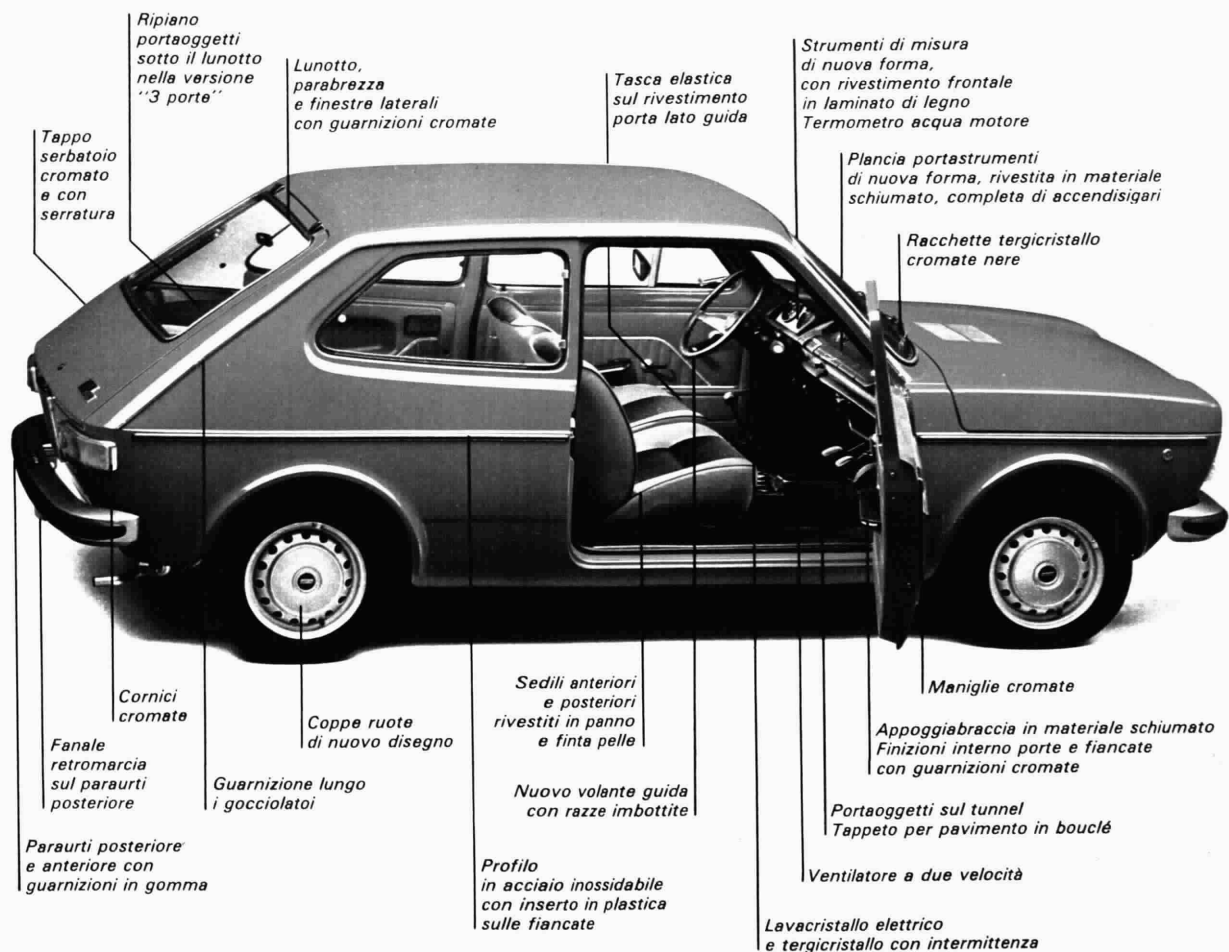 Ripiano
portaoggetti
sotto il lunotto
nella versione
''3 porte''
Lunotto,
parabrezza
e finestre laterali
con guarnizioni cromate
Tasca elastica
sul rivestimento
porta lato guida
Strumenti di misura
di nuova forma,
con rivestimento frontale
in laminato di legno
Termometro acqua motore
Tappo
serbatoio
cromato
e con
serratura
Plancia portastrumenti
di nuova forma, rivestita in materiale
schiumato, completa di accendisigari
Racchette tergicristallo
cromate nere
Cornici
cromate
Fanale
retromarcia
sul paraurti
posteriore
Paraurti posteriore
e anteriore con
guarnizioni in gomma
Guarnizione lungo
i gocciolatoi
Coppe ruote
di nuovo disegno
Profilo
in acciaio inossidabile
con inserto in plastica
sulle fiancate
Sedili anteriori
e posteriori
rivestiti in panno
e finta pelle
Nuovo volante guida
con razze imbottite
Maniglie cromate
Appoggiabraccia in materiale schiumato
Finizioni interno porte e fiancate
con guarnizioni cromate
Portaoggetti sul tunnel
Tappeto per pavimento in bouclé
Ventilatore a due velocità
Lavacristallo elettrico
e tergicristallo con intermittenza